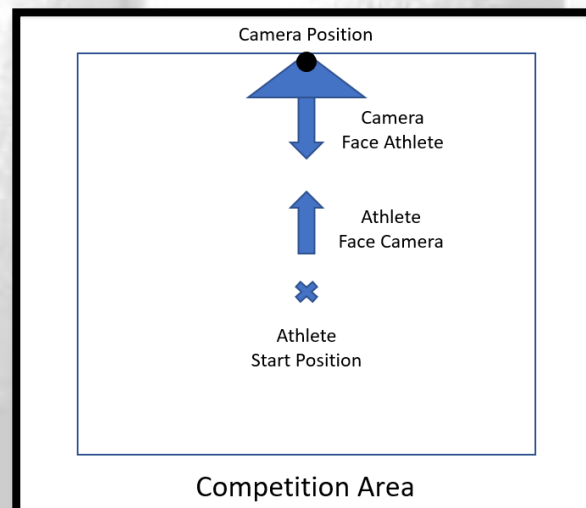 Camera Position
Camera
Face Athlete
Athlete
Face Camera
Athlete
Start Position
Competition Area